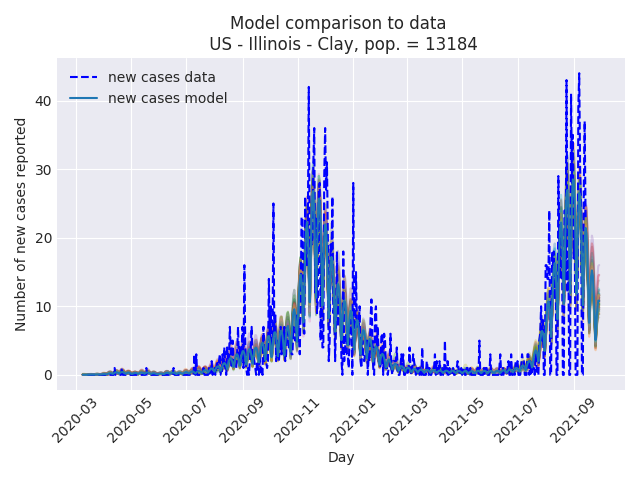 Model comparison to data
US - Illinois - Clay, pop. = 13184
new cases data
new cases model
Number of new cases reported
40
30
20
10
0
2020-03
2020-05
2020-07
2020-09
2020-11
2021-01
2021-03
2021-05
2021-07
2021-09
Day